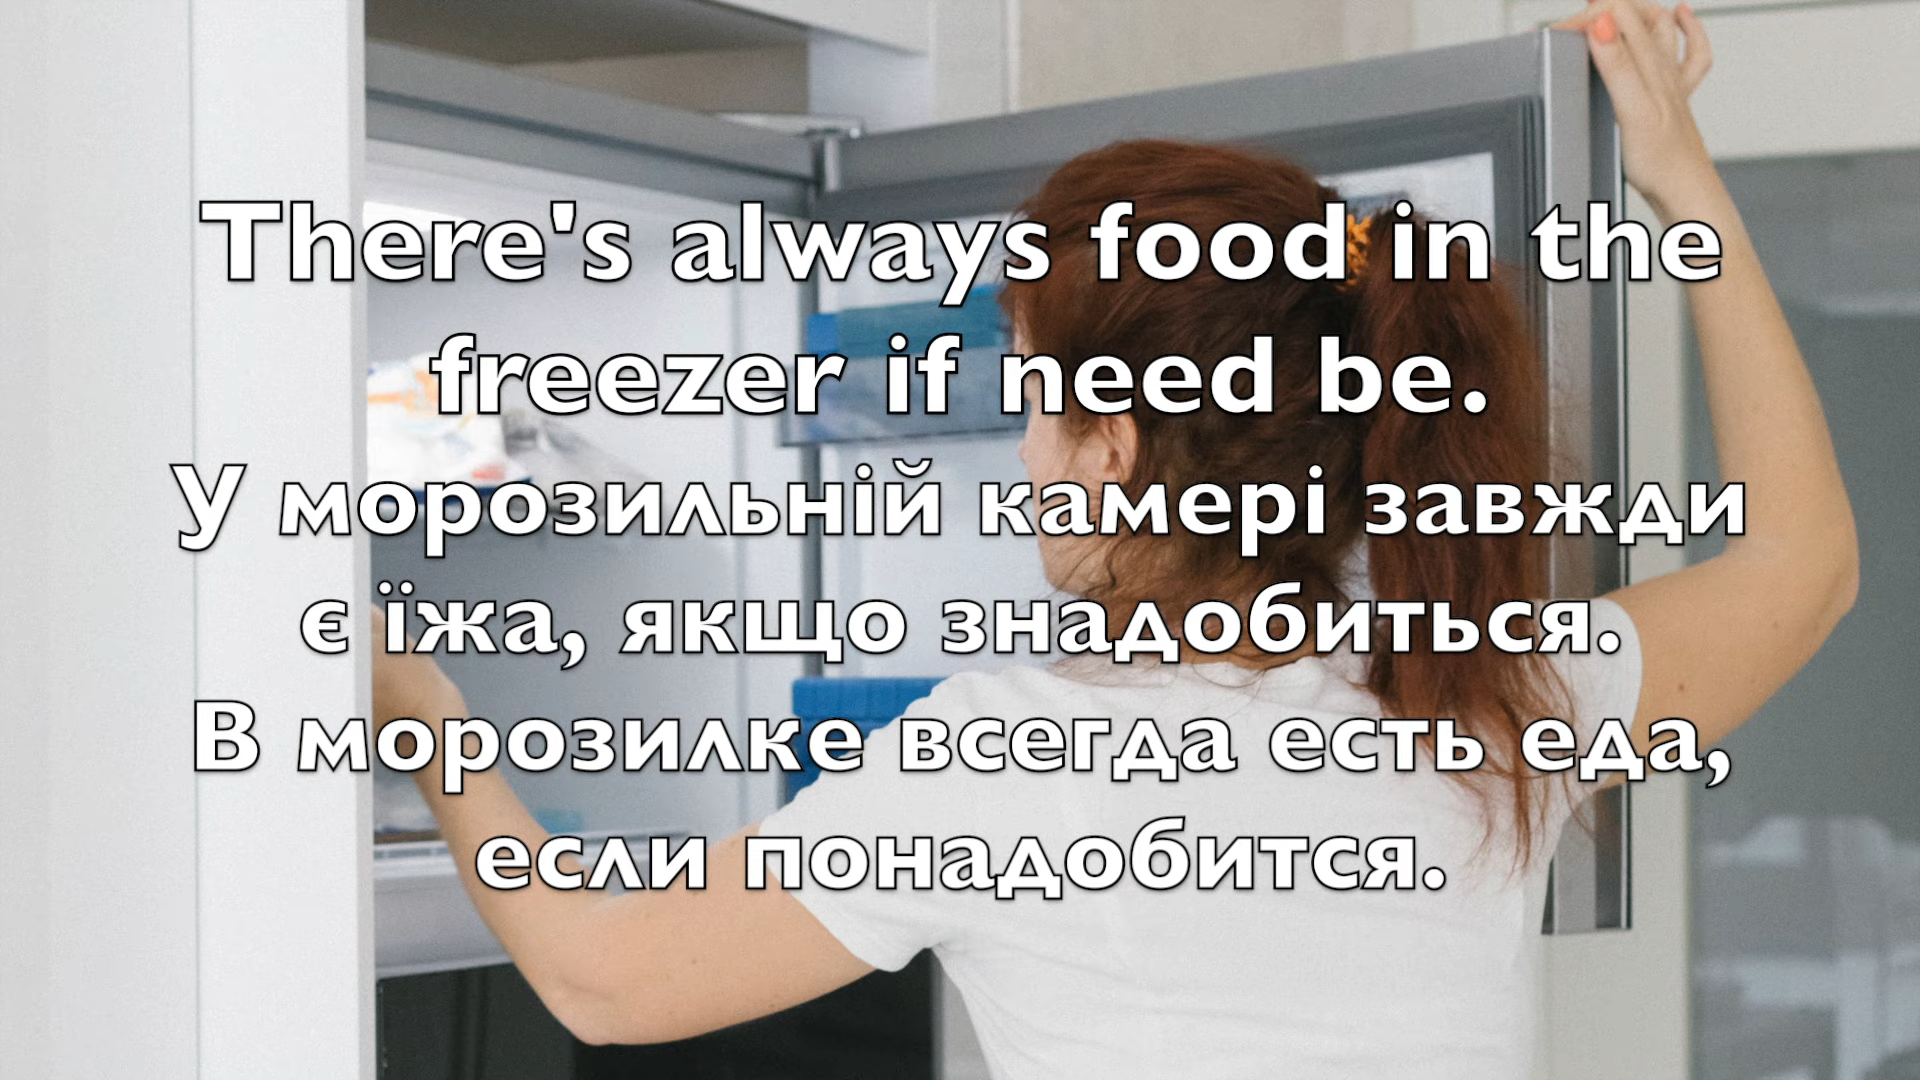 There's always food in the
freezer if need be.
У морозильній камері завжди
є їжа, якщо знадобиться.
В морозилке всегда есть еда,
если понадобится.